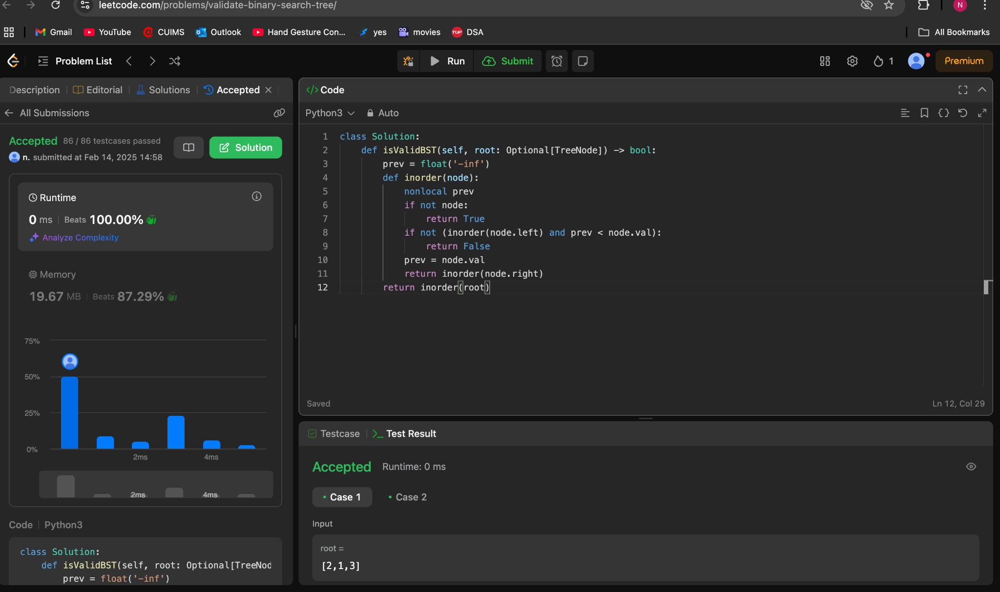 leetcode.com/problems/validate-binary-search-tree/
N
Gmail YouTube CUIMS Outlook Hand Gesture Con... yes movies TUF DSA All Bookmarks
Problem List Run Submit 1 Premium
Description Editorial Solutions Accepted
All Submissions
Accepted 86 / 86 testcases passed
n. submitted at Feb 14, 2025 14:58
Solution
Runtime
0 ms Beats 100.00%
Analyze Complexity
Memory
19.67 MB Beats 87.29%
75%
50%
25%
0%
2ms 4ms
2ms 4ms
Code Python3
class Solution:
def isValidBST(self, root: Optional[TreeNod
prev = float('-inf')
</> Code
Python3 Auto
1 class Solution:
2 def isValidBST(self, root: Optional[TreeNode]) -> bool:
3 prev = float('-inf')
4 def inorder(node):
5 nonlocal prev
6 if not node:
7 return True
8 if not (inorder(node.left) and prev < node.val):
9 return False
10 prev = node.val
11 return inorder(node.right)
12 return inorder(root)
Saved Ln 12, Col 29
Testcase >_ Test Result
Accepted Runtime: 0 ms
• Case 1 • Case 2
Input
root =
[2,1,3]